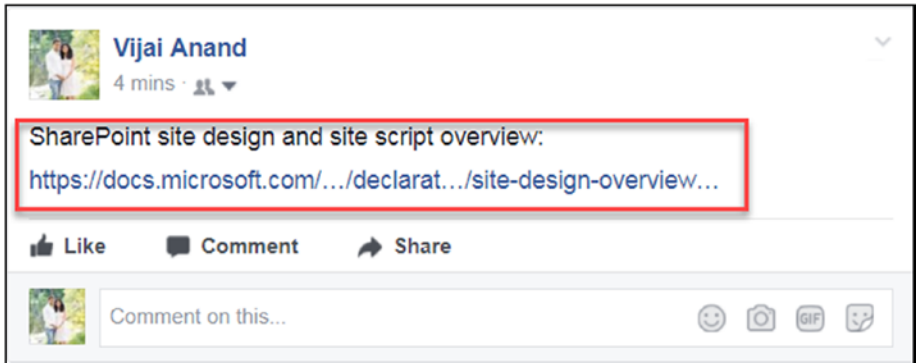 Vijai Anand
4 mins ·
SharePoint site design and site script overview:
https://docs.microsoft.com/…/declarat…/site-design-overview…
Like Comment Share
Comment on this...
GIF